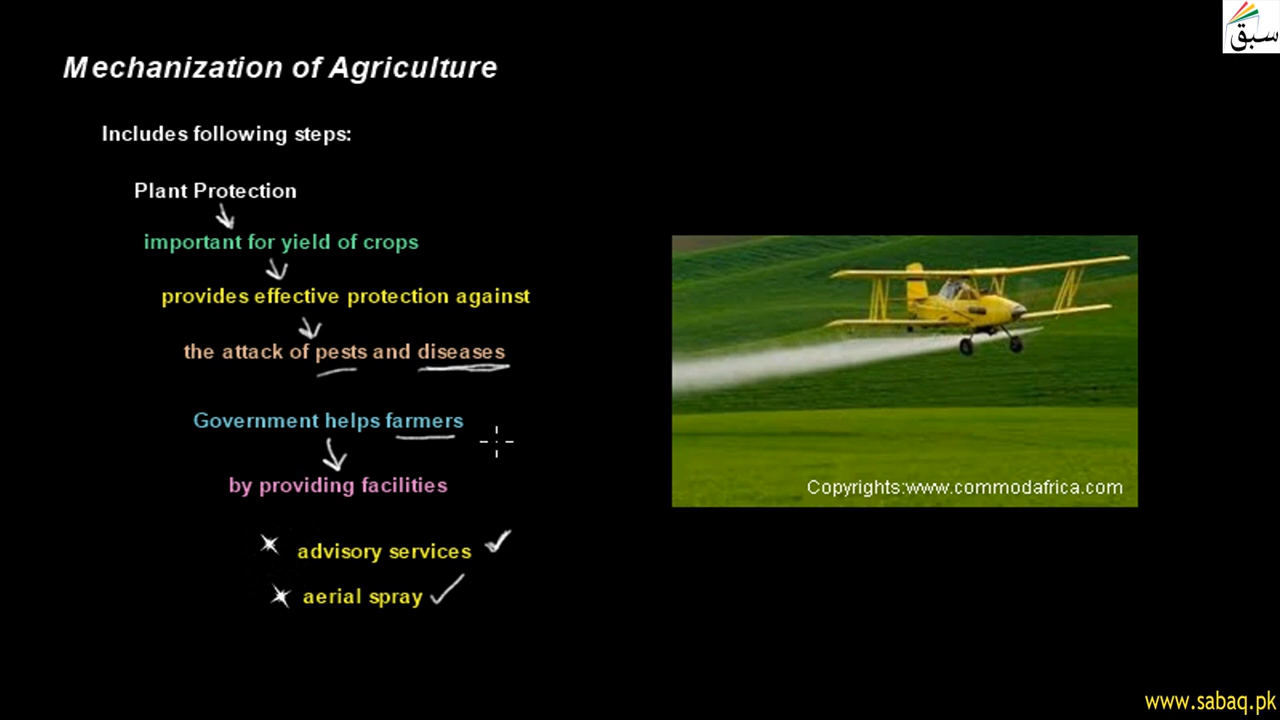 سبق
Mechanization of Agriculture
Includes following steps:
Plant Protection
important for yield of crops
provides effective protection against
the attack of pests and diseases
Government helps farmers
by providing facilities
advisory services
aerial spray
Copyrights:www.commodafrica.com
www.sabaq.pk